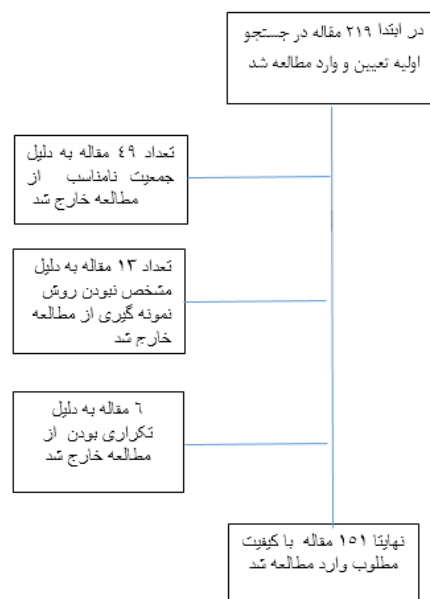 در ابتدا ۲۱۹ مقاله در جستجو
اولیه تعیین و وارد مطالعه شد
تعداد ٤٩ مقاله به دلیل
جمعیت نامناسب از
مطالعه خارج شد
تعداد ۱۳ مقاله به دلیل
مشخص نبودن روش
نمونه گیری از مطالعه
خارج شد
٦ مقاله به دلیل
تکراری بودن از
مطالعه خارج شد
نهایتا ۱۵۱ مقاله با کیفیت
مطلوب وارد مطالعه شد